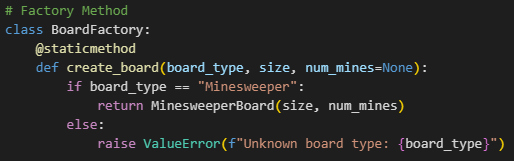 # Factory Method
class BoardFactory:
    @staticmethod
    def create_board(board_type, size, num_mines=None):
        if board_type == "Minesweeper":
            return MinesweeperBoard(size, num_mines)
        else:
            raise ValueError(f"Unknown board type: {board_type}")